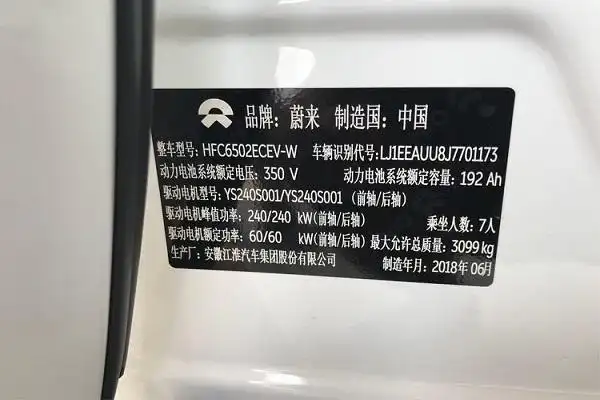 品牌：蔚来 制造国：中国
整车型号：HFC6502ECEV-W 车辆识别代号：LJ1EEAUU8J7701173
动力电池系统额定电压：350 V 动力电池系统额定容量：192 Ah
驱动电机型号：YS240S001/YS240S001 （前轴/后轴）
驱动电机峰值功率：240/240 kW（前轴/后轴） 乘坐人数：7人
驱动电机额定功率：60/60 kW（前轴/后轴） 最大允许总质量：3099kg
生产厂：安徽江淮汽车集团股份有限公司 制造年月：2018年06月